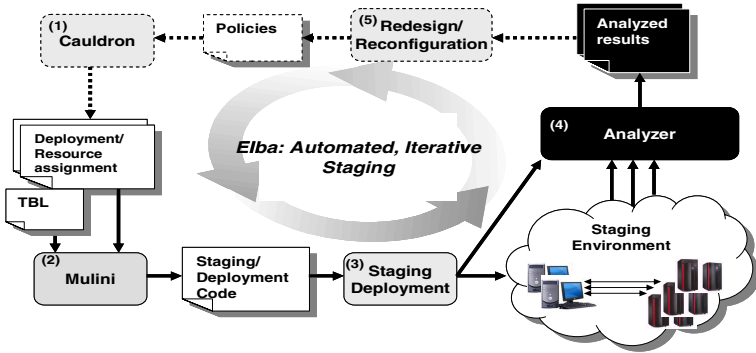 (1)
Cauldron
Policies
(5) Redesign/
Reconfiguration
Analyzed
results
Deployment/
Resource
assignment
TBL
Elba: Automated, Iterative
Staging
(4)
Analyzer
(2)
Mulini
Staging/
Deployment
Code
(3) Staging
Deployment
Staging
Environment